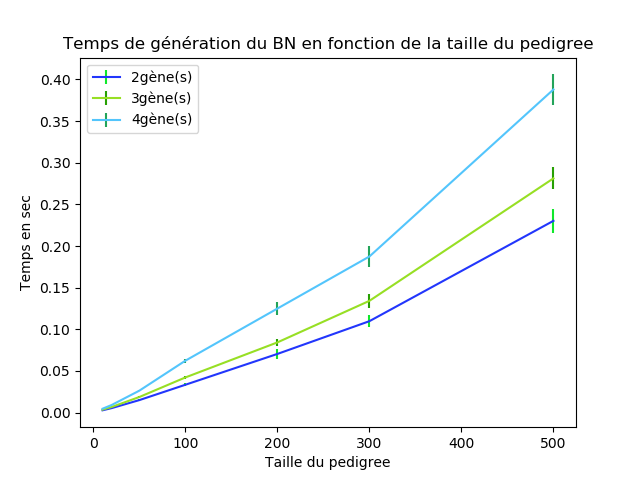 Temps de génération du BN en fonction de la taille du pedigree
2gène(s)
3gène(s)
4gène(s)
0.40
0.35
0.30
0.25
0.20
0.15
0.10
0.05
0.00
Temps en sec
0 100 200 300 400 500
Taille du pedigree